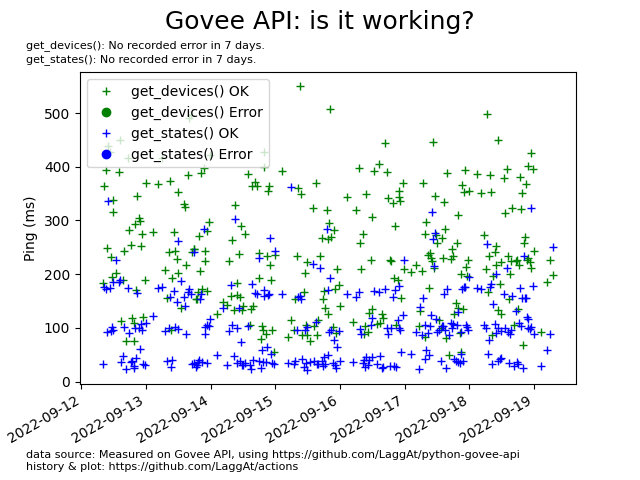 Govee API: is it working?
get_devices(): No recorded error in 7 days.
get_states(): No recorded error in 7 days.
get_devices() OK
get_devices() Error
get_states() OK
get_states() Error
Ping (ms)
500
400
300
200
100
0
2022-09-12
2022-09-13
2022-09-14
2022-09-15
2022-09-16
2022-09-17
2022-09-18
2022-09-19
data source: Measured on Govee API, using https://github.com/LaggAt/python-govee-api
history & plot: https://github.com/LaggAt/actions